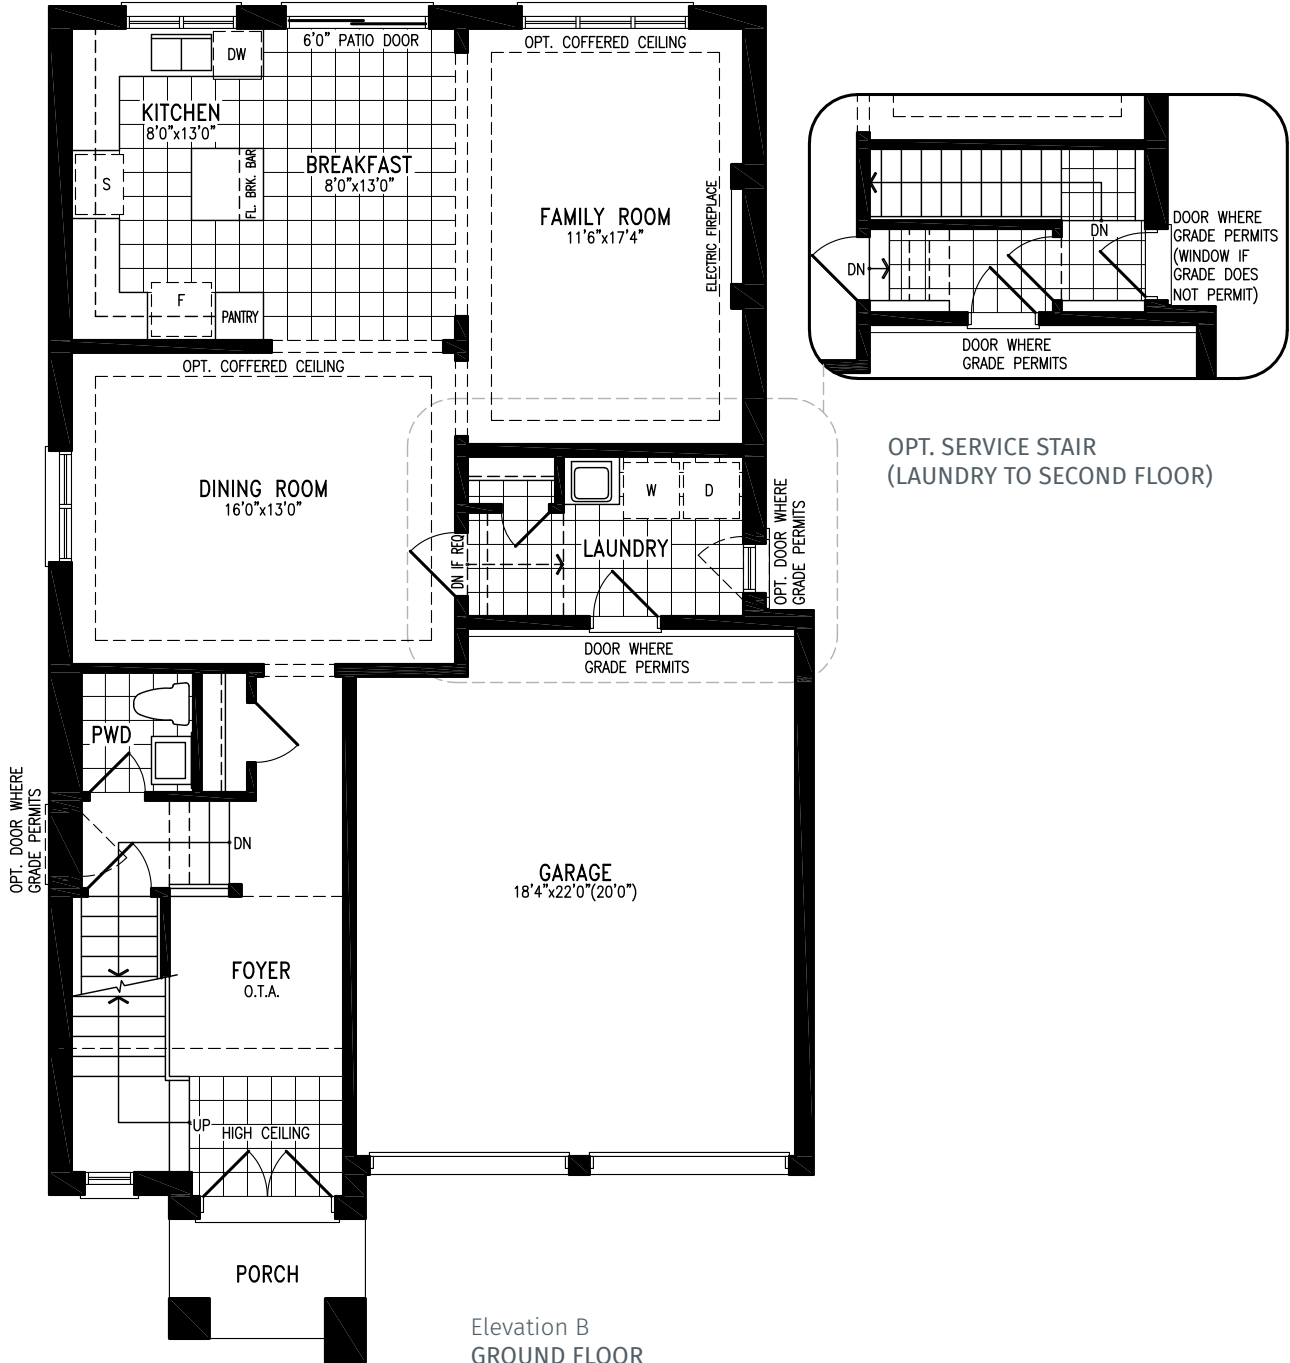 6'0" PATIO DOOR
OPT. COFFERED CEILING
DW
KITCHEN
8'0"x13'0"
BREAKFAST
8'0"x13'0"
S
FL. BRK. BAR
FAMILY ROOM
11'6"x17'4"
ELECTRIC FIREPLACE
F
PANTRY
OPT. COFFERED CEILING
DINING ROOM
16'0"x13'0"
W
D
LAUNDRY
DN IF REQ
OPT. DOOR WHERE
GRADE PERMITS
DOOR WHERE
GRADE PERMITS
PWD
OPT. DOOR WHERE
GRADE PERMITS
DN
GARAGE
18'4"x22'0"(20'0")
FOYER
O.T.A.
UP
HIGH CEILING
PORCH
DN
DN
DOOR WHERE
GRADE PERMITS
(WINDOW IF
GRADE DOES
NOT PERMIT)
DOOR WHERE
GRADE PERMITS
OPT. SERVICE STAIR
(LAUNDRY TO SECOND FLOOR)
Elevation B
GROUND FLOOR